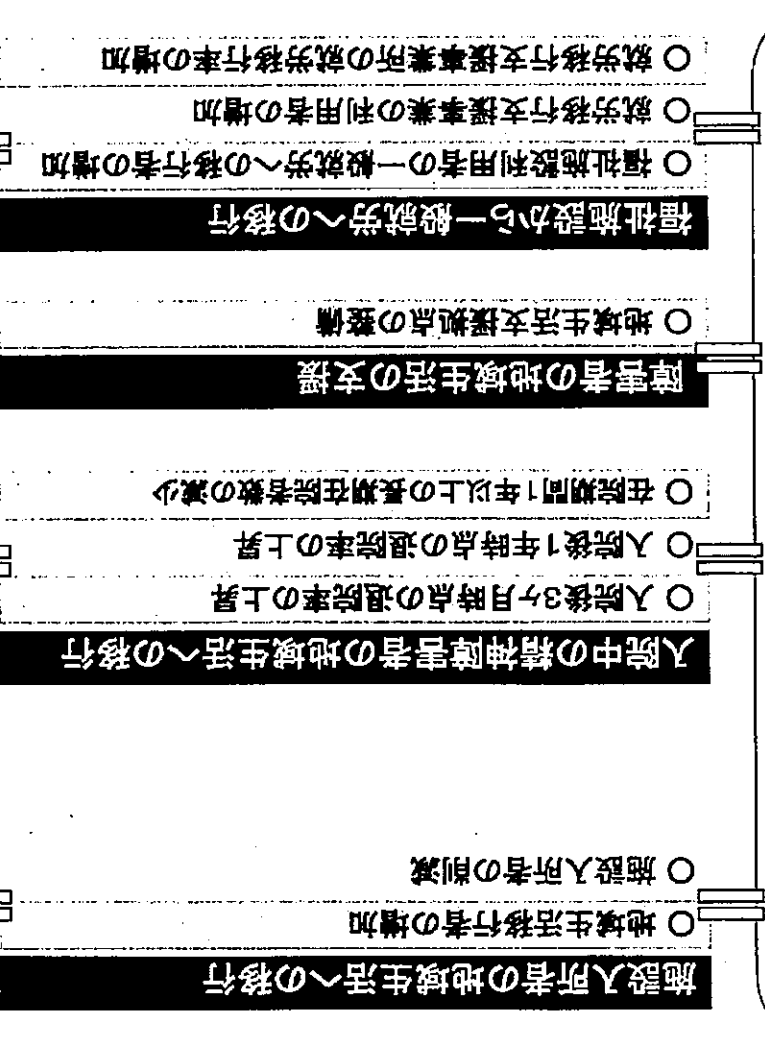 施設入所者の地域生活への移行
○ 地域生活移行者の増加
○ 施設入所者の削減
入院中の精神障害者の地域生活への移行
○ 入院後3ヶ月時点の退院率の上昇
○ 入院後1年時点の退院率の上昇
○ 在院期間1年以上の長期在院者数の減少
障害者の地域生活の支援
○ 地域生活支援拠点の整備
福祉施設から一般就労への移行
○ 福祉施設利用者の一般就労への移行者の増加
○ 就労移行支援事業の利用者の増加
○ 就労移行支援事業所の就労移行率の増加